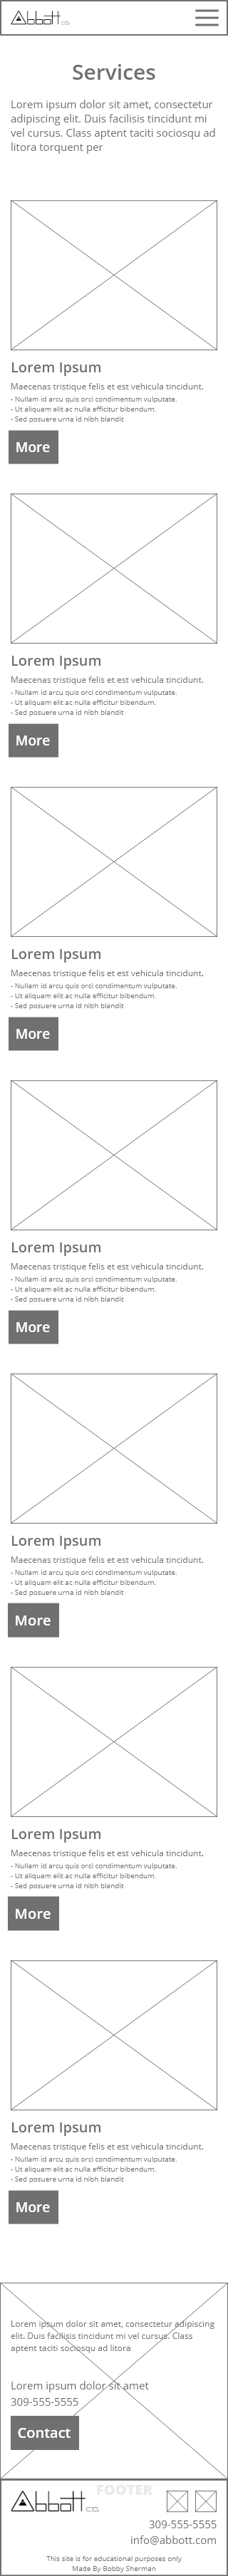 Abbott co.
Services
Lorem ipsum dolor sit amet, consectetur
adipiscing elit. Duis facilisis tincidunt mi
vel cursus. Class aptent taciti sociosqu ad
litora torquent per
Lorem Ipsum
Maecenas tristique felis et est vehicula tincidunt.
- Nullam id arcu quis orci condimentum vulputate.
- Ut aliquam elit ac nulla efficitur bibendum.
- Sed posuere urna id nibh blandit
More
Lorem Ipsum
Maecenas tristique felis et est vehicula tincidunt.
- Nullam id arcu quis orci condimentum vulputate.
- Ut aliquam elit ac nulla efficitur bibendum.
- Sed posuere urna id nibh blandit
More
Lorem Ipsum
Maecenas tristique felis et est vehicula tincidunt.
- Nullam id arcu quis orci condimentum vulputate.
- Ut aliquam elit ac nulla efficitur bibendum.
- Sed posuere urna id nibh blandit
More
Lorem Ipsum
Maecenas tristique felis et est vehicula tincidunt.
- Nullam id arcu quis orci condimentum vulputate.
- Ut aliquam elit ac nulla efficitur bibendum.
- Sed posuere urna id nibh blandit
More
Lorem Ipsum
Maecenas tristique felis et est vehicula tincidunt.
- Nullam id arcu quis orci condimentum vulputate.
- Ut aliquam elit ac nulla efficitur bibendum.
- Sed posuere urna id nibh blandit
More
Lorem Ipsum
Maecenas tristique felis et est vehicula tincidunt.
- Nullam id arcu quis orci condimentum vulputate.
- Ut aliquam elit ac nulla efficitur bibendum.
- Sed posuere urna id nibh blandit
More
Lorem Ipsum
Maecenas tristique felis et est vehicula tincidunt.
- Nullam id arcu quis orci condimentum vulputate.
- Ut aliquam elit ac nulla efficitur bibendum.
- Sed posuere urna id nibh blandit
More
Lorem ipsum dolor sit amet, consectetur adipiscing
elit. Duis facilisis tincidunt mi vel cursus. Class
aptent taciti sociosqu ad litora
Lorem ipsum dolor sit amet
309-555-5555
Contact
FOOTER
Abbott co.
309-555-5555
info@abbott.com
This site is for educational purposes only
Made By Bobby Sherman